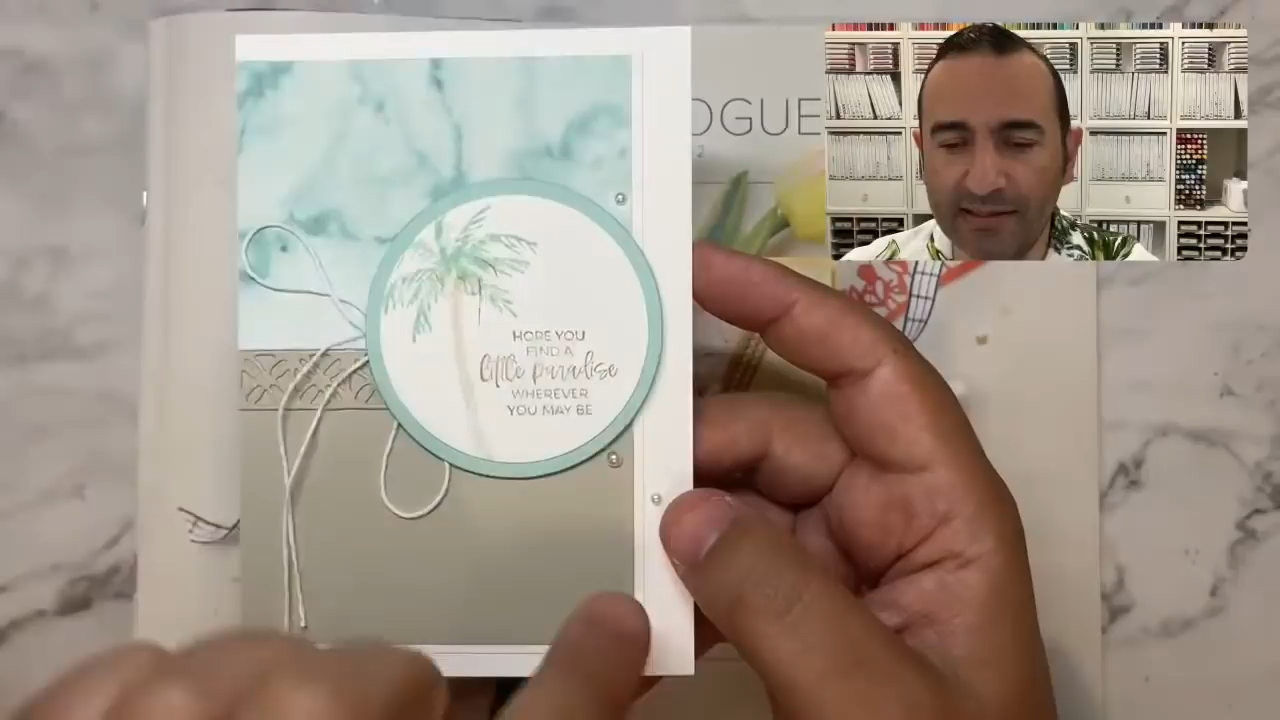 OGUE
HOPE YOU
FIND A
little paradise
WHEREVER
YOU MAY BE